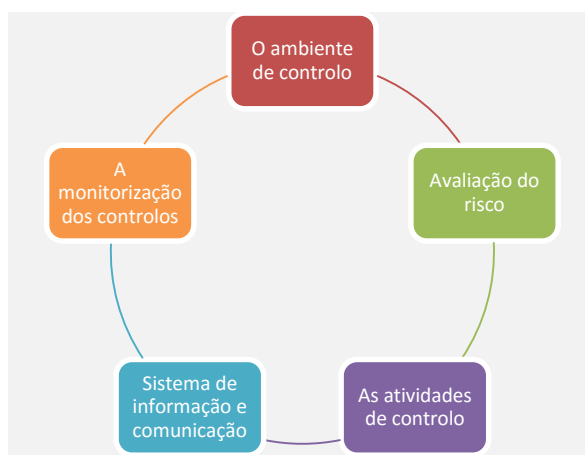 O ambiente
de controlo
Avaliação do
risco
As atividades
de controlo
Sistema de
informação e
comunicação
A
monitorização
dos controlos